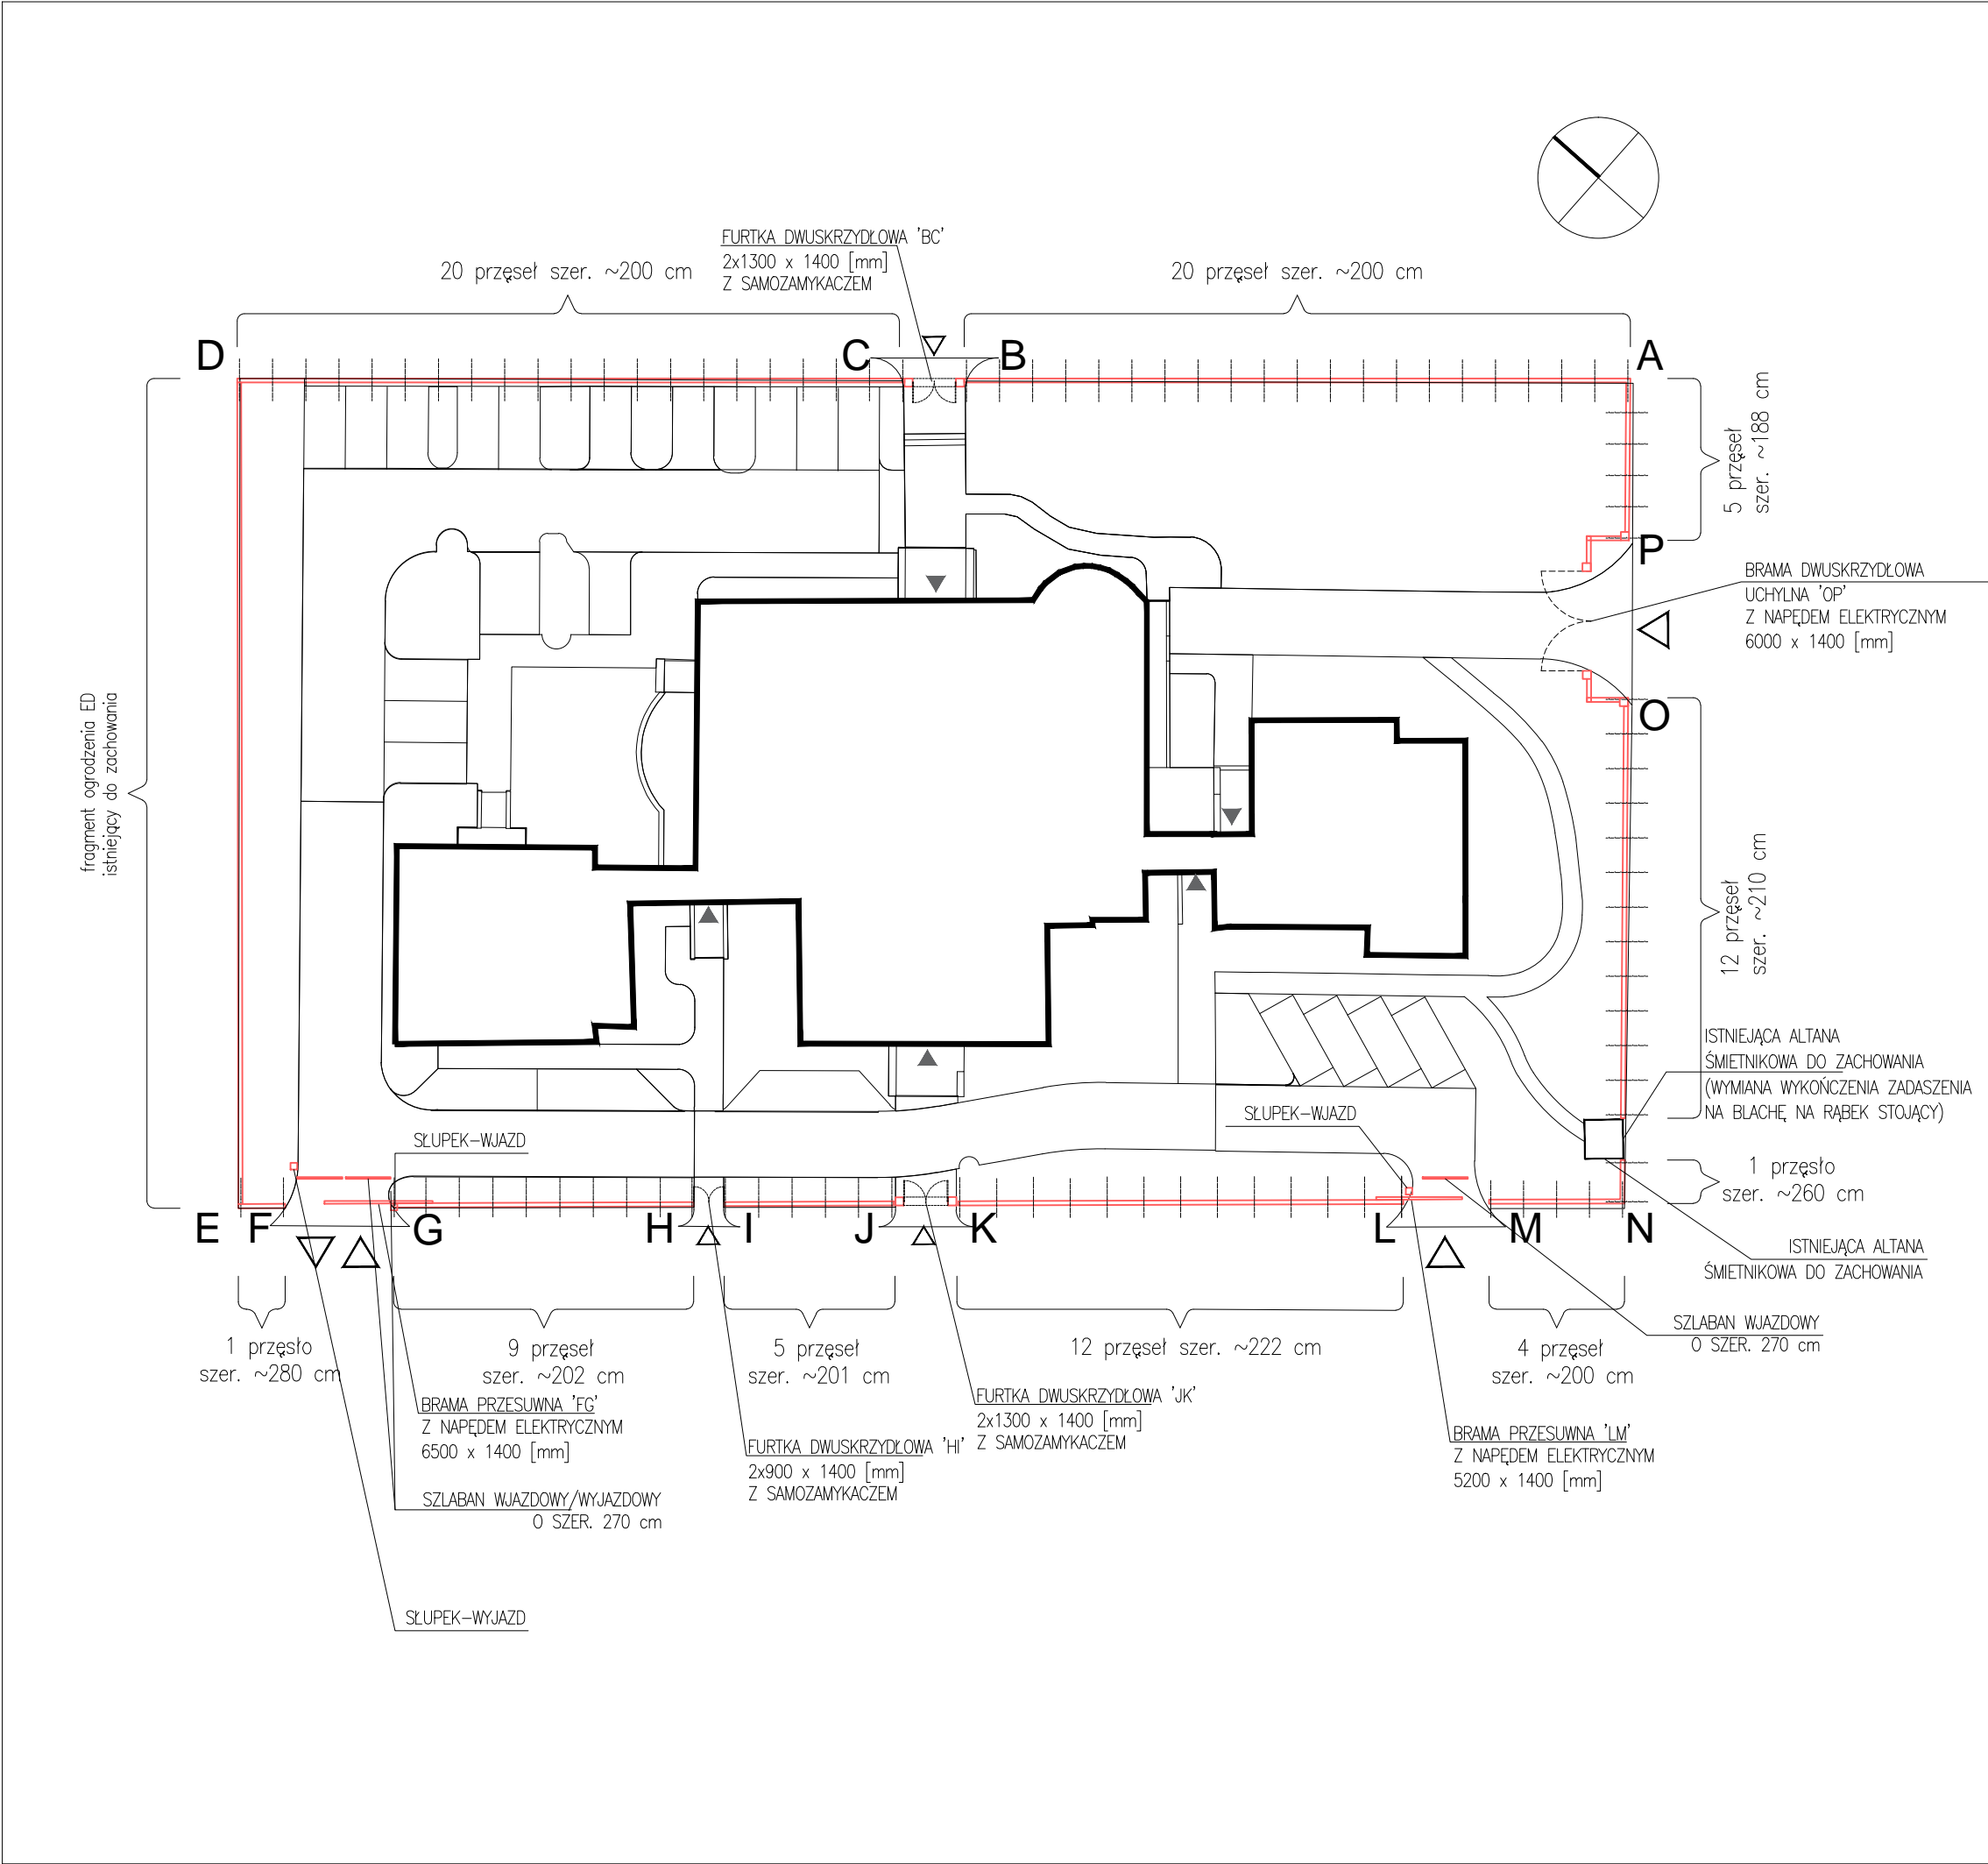 FURTKA DWUSKRZYDŁOWA 'BC'
2x1300 x 1400 [mm]
Z SAMOZAMYKACZEM
20 przęseł szer. ~200 cm
20 przęseł szer. ~200 cm
D
C
B
A
5 przęseł
szer. ~188 cm
P
BRAMA DWUSKRZYDŁOWA
UCHYLNA 'OP'
Z NAPĘDEM ELEKTRYCZNYM
6000 x 1400 [mm]
O
fragment ogrodzenia ED
istniejący do zachowania
12 przęseł
szer. ~210 cm
ISTNIEJĄCA ALTANA
ŚMIETNIKOWA DO ZACHOWANIA
(WYMIANA WYKOŃCZENIA ZADASZENIA
NA BLACHĘ NA RĄBEK STOJĄCY)
SŁUPEK-WJAZD
SŁUPEK-WJAZD
1 przęsło
szer. ~260 cm
E
F
G
H
I
J
K
L
M
N
ISTNIEJĄCA ALTANA
ŚMIETNIKOWA DO ZACHOWANIA
SZLABAN WJAZDOWY
O SZER. 270 cm
1 przęsło
szer. ~280 cm
9 przęseł
szer. ~202 cm
5 przęseł
szer. ~201 cm
12 przęseł szer. ~222 cm
4 przęseł
szer. ~200 cm
BRAMA PRZESUWNA 'FG'
Z NAPĘDEM ELEKTRYCZNYM
6500 x 1400 [mm]
FURTKA DWUSKRZYDŁOWA 'JK'
2x1300 x 1400 [mm]
Z SAMOZAMYKACZEM
FURTKA DWUSKRZYDŁOWA 'HI'
2x900 x 1400 [mm]
Z SAMOZAMYKACZEM
BRAMA PRZESUWNA 'LM'
Z NAPĘDEM ELEKTRYCZNYM
5200 x 1400 [mm]
SZLABAN WJAZDOWY/WYJAZDOWY
O SZER. 270 cm
SŁUPEK-WYJAZD